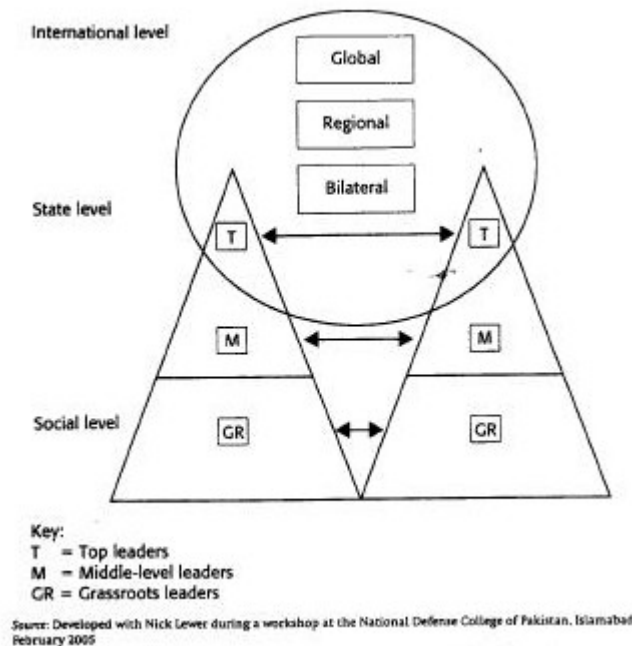 International level
Global
Regional
Bilateral
State level
T
T
M
M
Social level
GR
GR
Key:
T = Top leaders
M = Middle-level leaders
GR = Grassroots leaders
Source: Developed with Nick Lewer during a workshop at the National Defense College of Pakistan. Islamabad
February 2005